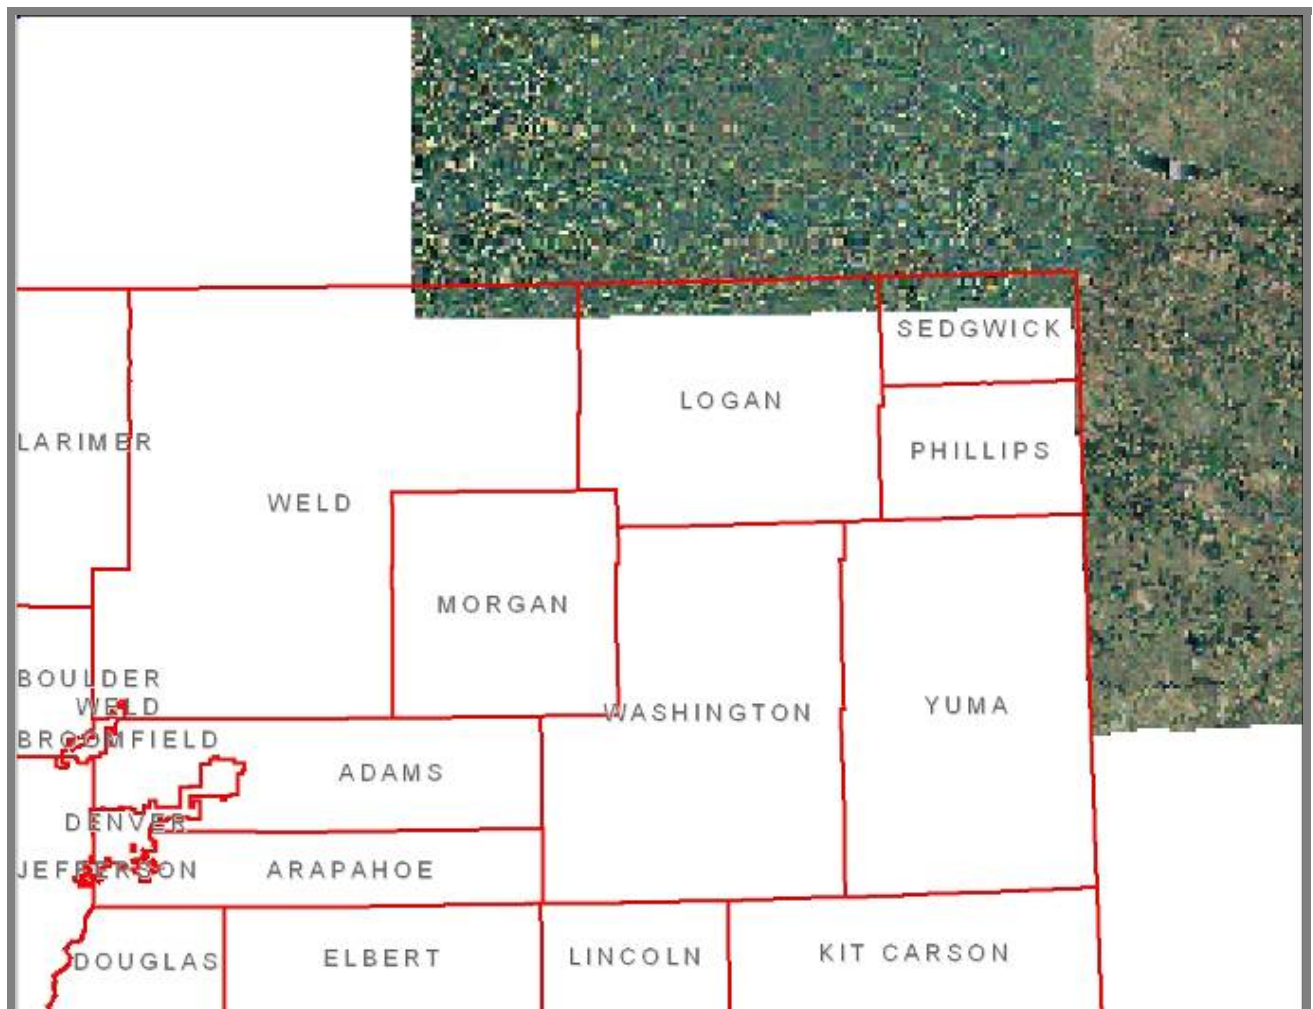 SEDGWICK
LOGAN
LARIMER
PHILLIPS
WELD
MORGAN
BOULDER
WELD
YUMA
WASHINGTON
BROOMFIELD
ADAMS
DENVER
JEFFERSON
ARAPAHOE
DOUGLAS
ELBERT
LINCOLN
KIT CARSON